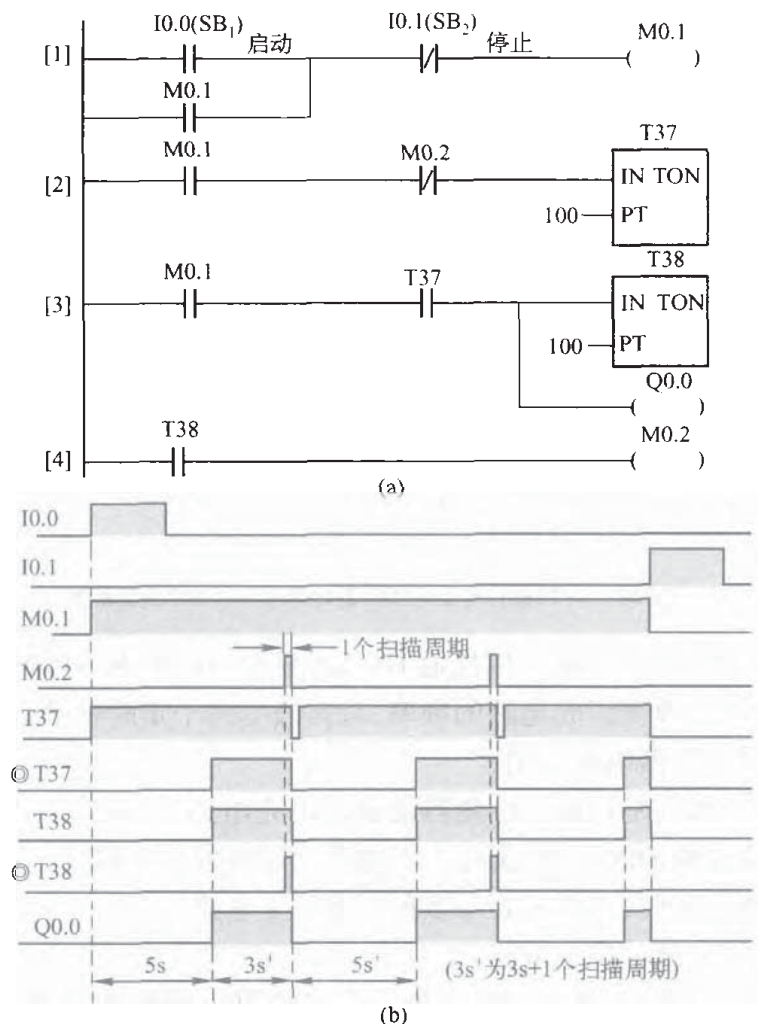 I0.0(SB₁) 启动 I0.1(SB₂) 停止 M0.1
[1]
M0.1
T37
M0.1 M0.2
[2] IN TON
100 PT
T38
M0.1 T37
[3] IN TON
100 PT
Q0.0
T38 M0.2
[4]
(a)
I0.0
I0.1
M0.1
1个扫描周期
M0.2
T37
◎T37
T38
◎T38
Q0.0
5s 3s' 5s' (3s'为3s+1个扫描周期)
(b)